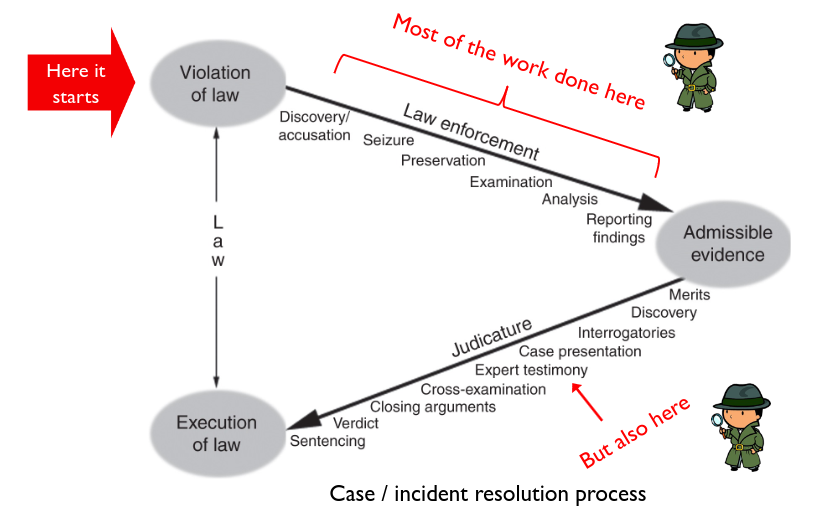 Most of the work done here
Here it
starts
Violation
of law
Law enforcement
Discovery/
accusation
Seizure
Preservation
Examination
Analysis
Reporting
findings
L
a
w
Admissible
evidence
Merits
Discovery
Interrogatories
Judicature
Case presentation
Expert testimony
Cross-examination
Closing arguments
Verdict
Sentencing
Execution
of law
But also here
Case / incident resolution process